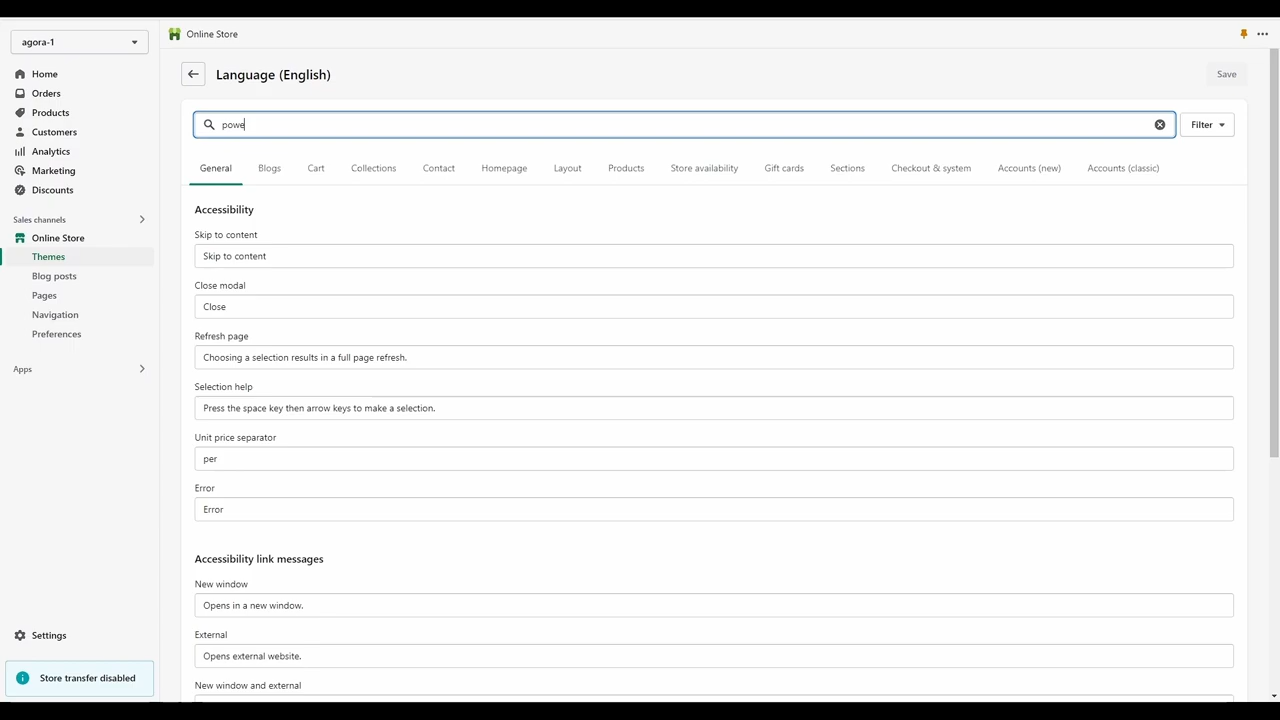 agora-1
Home
Orders
Products
Customers
Analytics
Marketing
Discounts
Sales channels
Online Store
Themes
Blog posts
Pages
Navigation
Preferences
Apps
Settings
Store transfer disabled
Online Store
Language (English)
Save
powe
Filter
General Blogs Cart Collections Contact Homepage Layout Products Store availability Gift cards Sections Checkout & system Accounts (new) Accounts (classic)
Accessibility
Skip to content
Skip to content
Close modal
Close
Refresh page
Choosing a selection results in a full page refresh.
Selection help
Press the space key then arrow keys to make a selection.
Unit price separator
per
Error
Error
Accessibility link messages
New window
Opens in a new window.
External
Opens external website.
New window and external